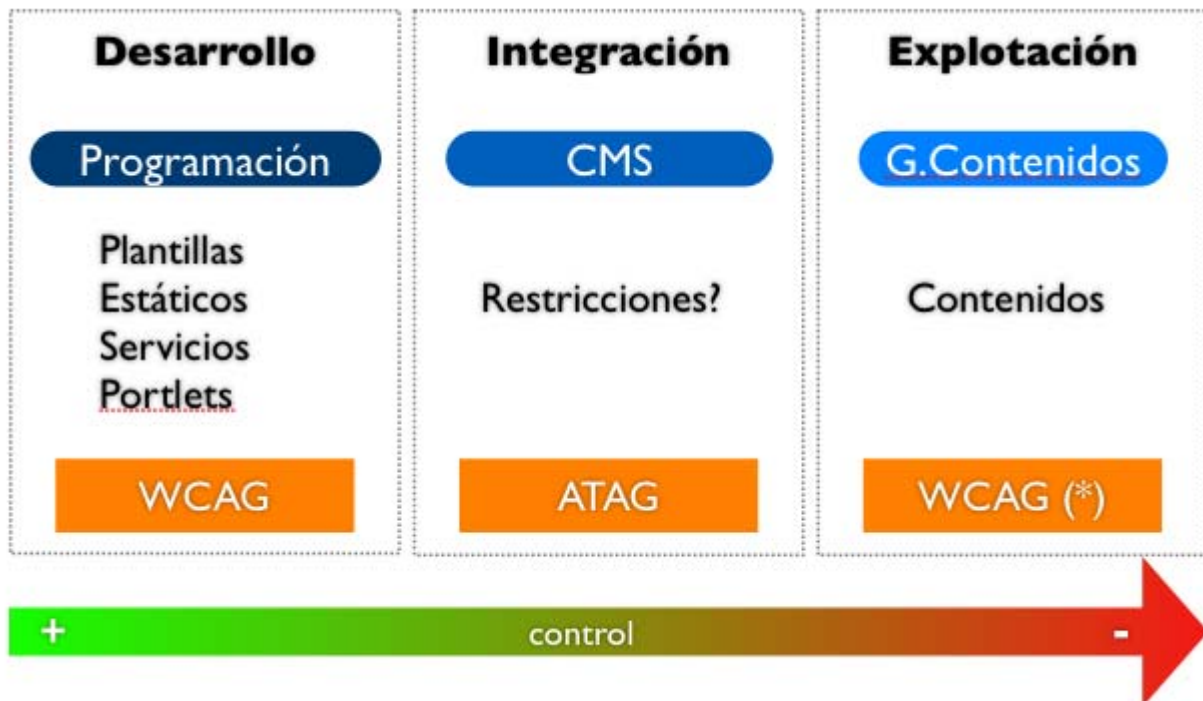 Desarrollo
Programación
Plantillas
Estáticos
Servicios
Portlets
WCAG
Integración
CMS
Restricciones?
ATAG
Explotación
G.Contenidos
Contenidos
WCAG (*)
+ control -